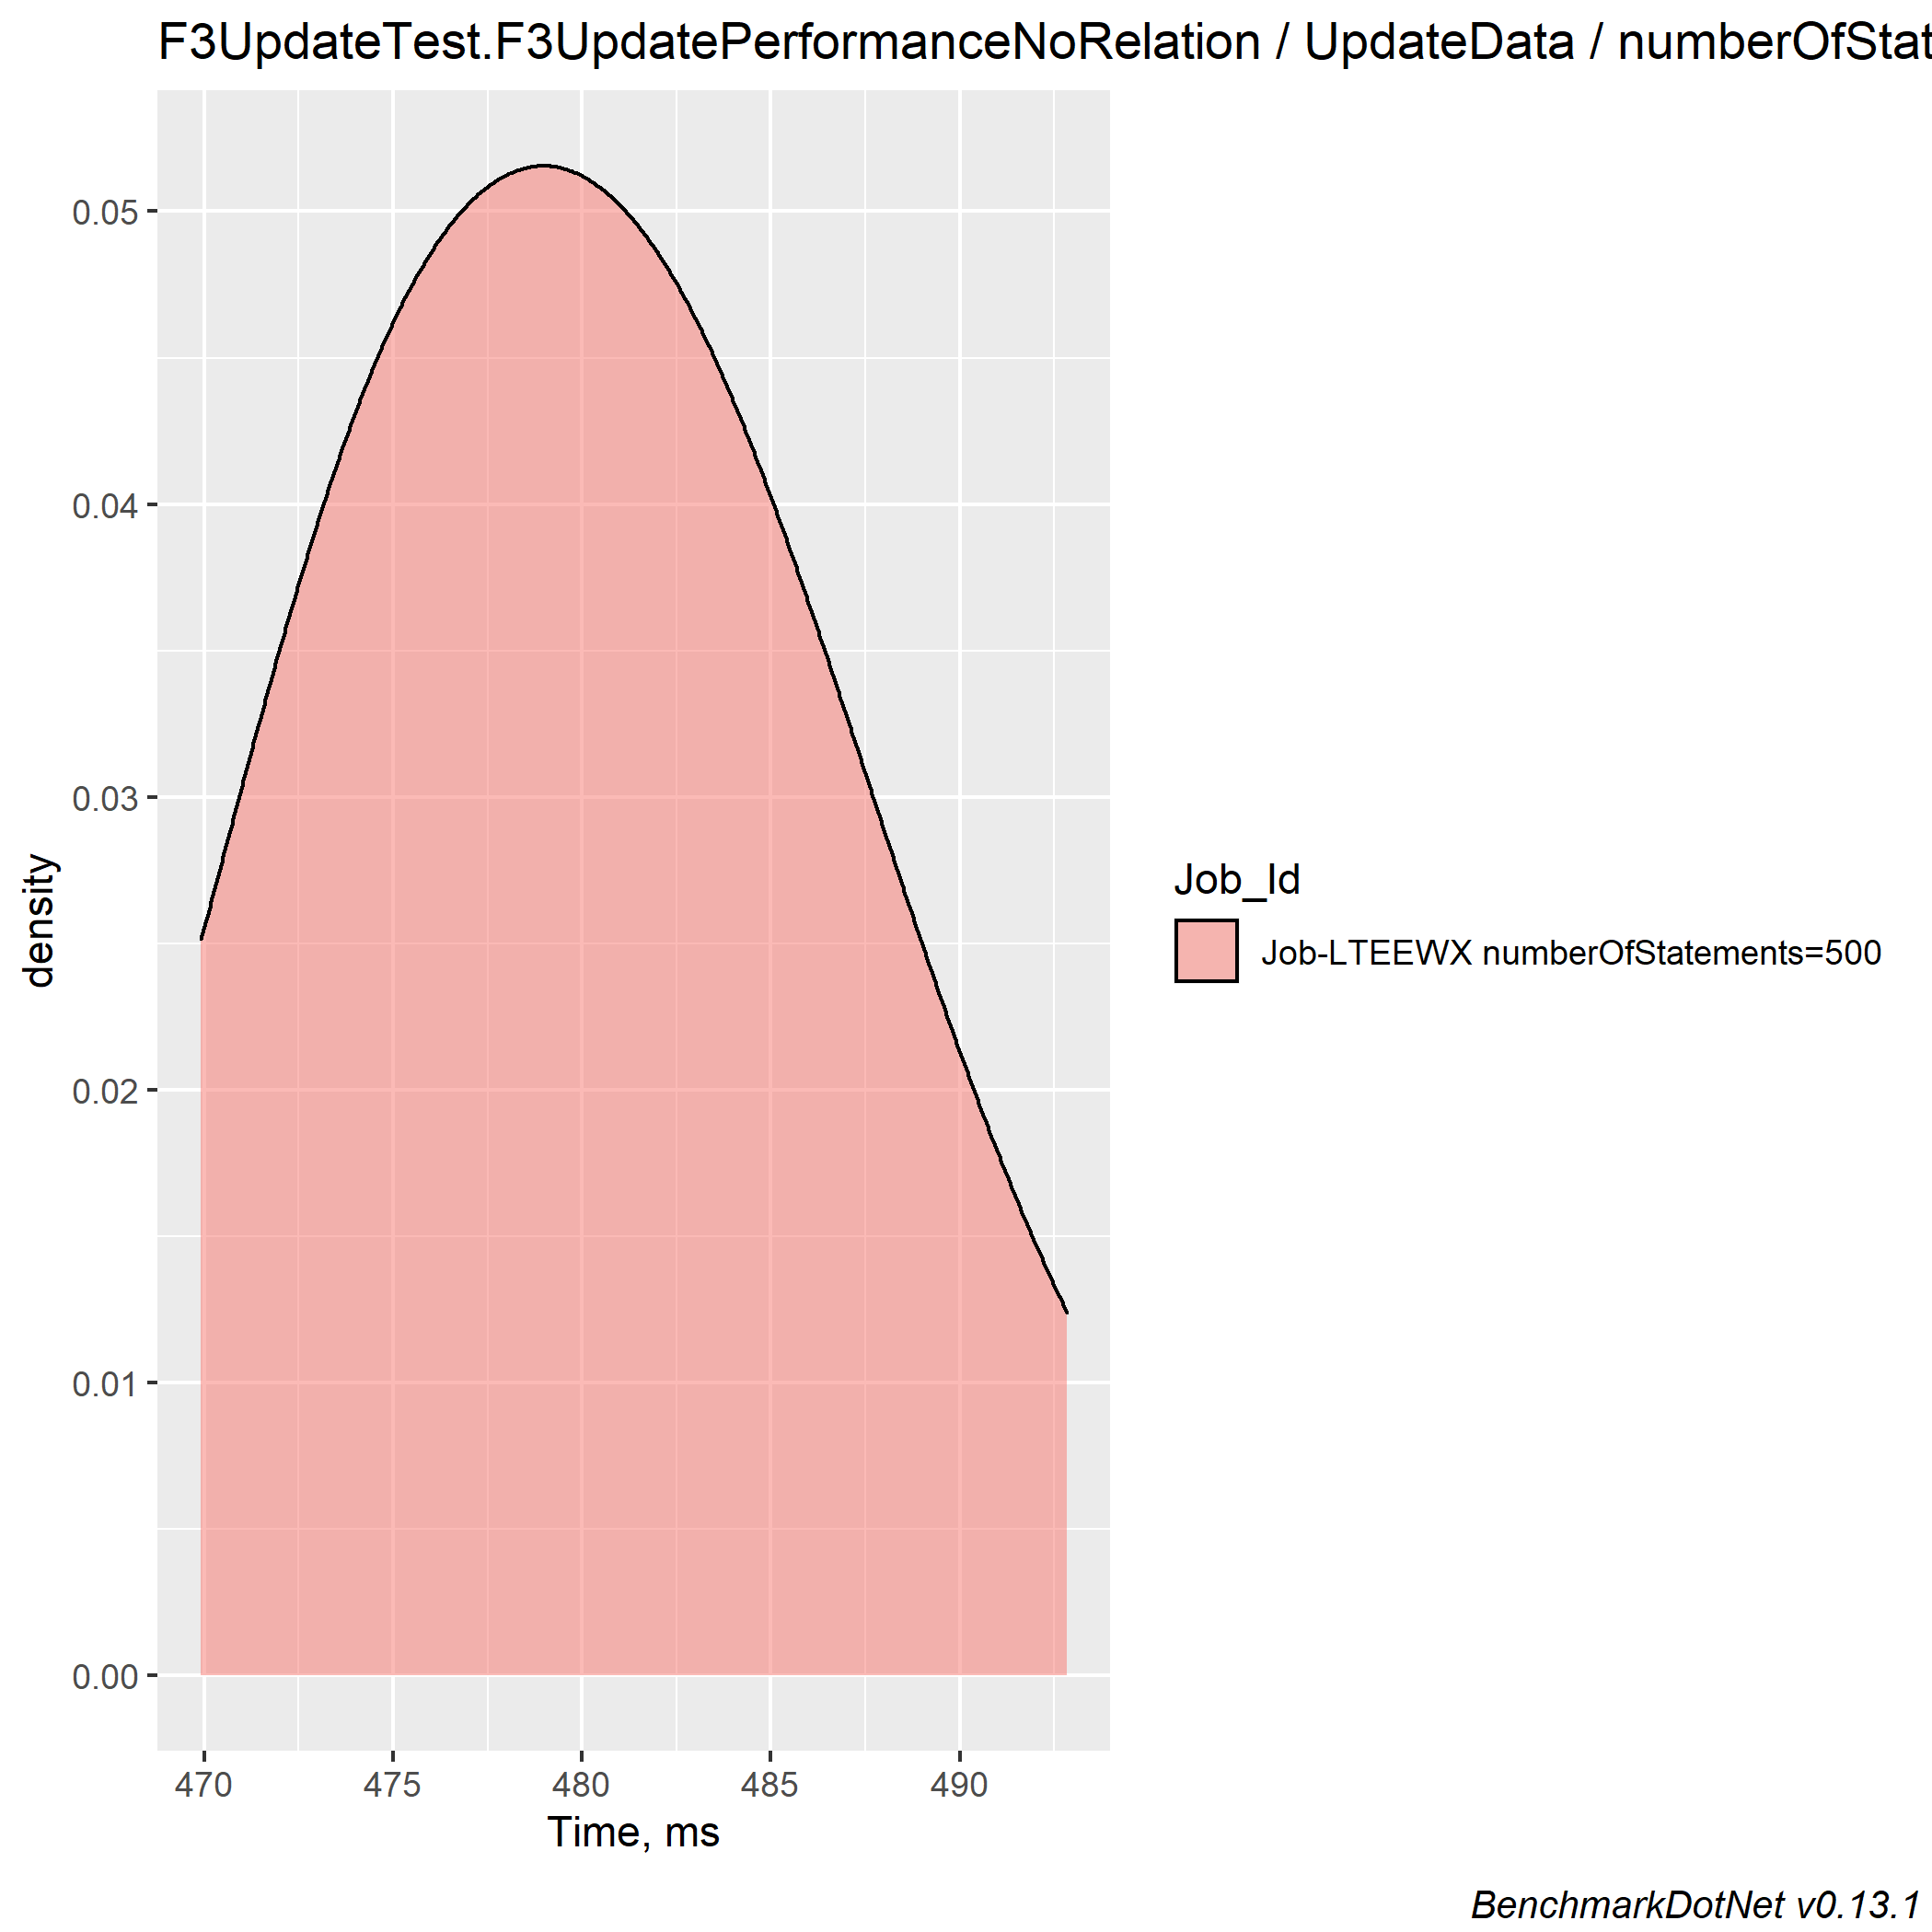 F3UpdateTest.F3UpdatePerformanceNoRelation / UpdateData / numberOfStat
0.05
0.04
0.03
0.02
0.01
0.00
density
470 475 480 485 490
Time, ms
Job_Id
Job-LTEEWX numberOfStatements=500
BenchmarkDotNet v0.13.1